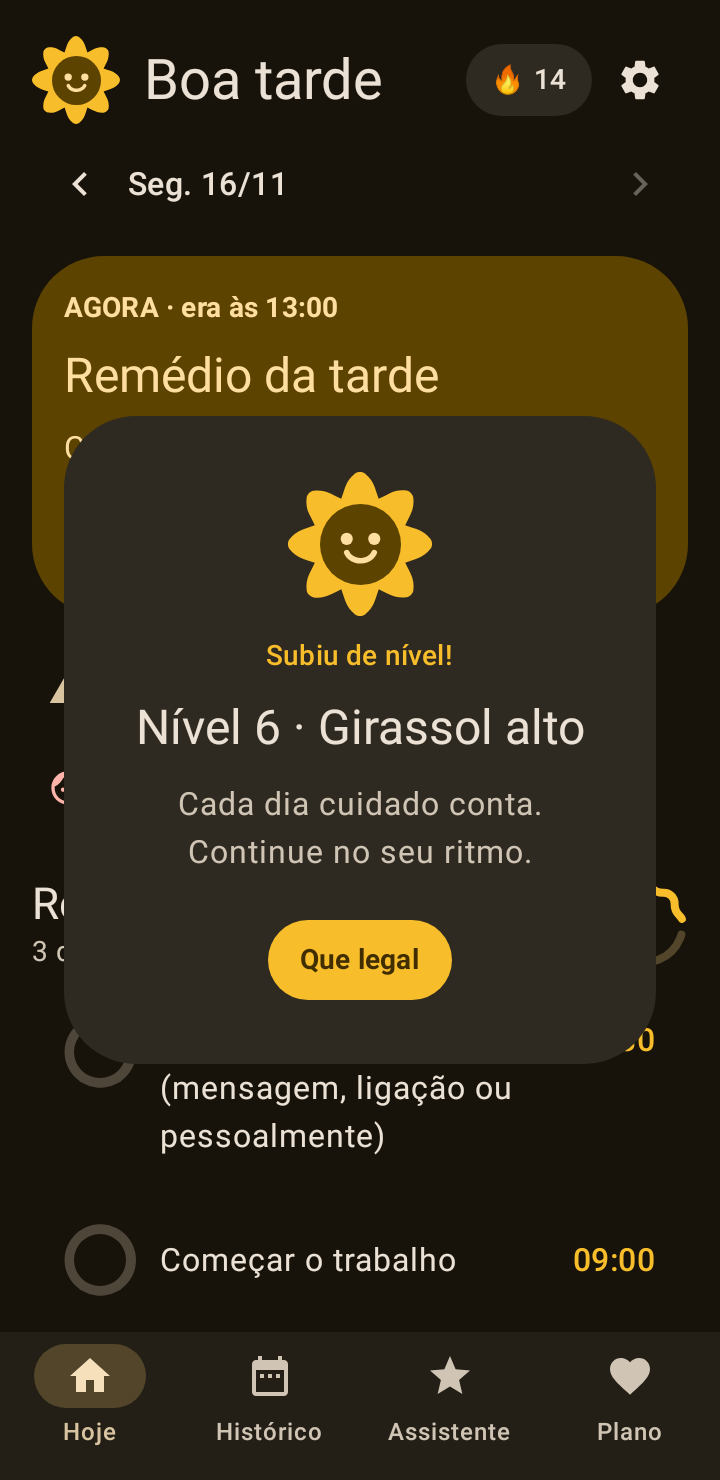 Boa tarde
14
Seg. 16/11
AGORA · era às 13:00
Remédio da tarde
Subiu de nível!
Nível 6 · Girassol alto
Cada dia cuidado conta.
Continue no seu ritmo.
Que legal
(mensagem, ligação ou
pessoalmente)
Começar o trabalho 09:00
Hoje Histórico Assistente Plano